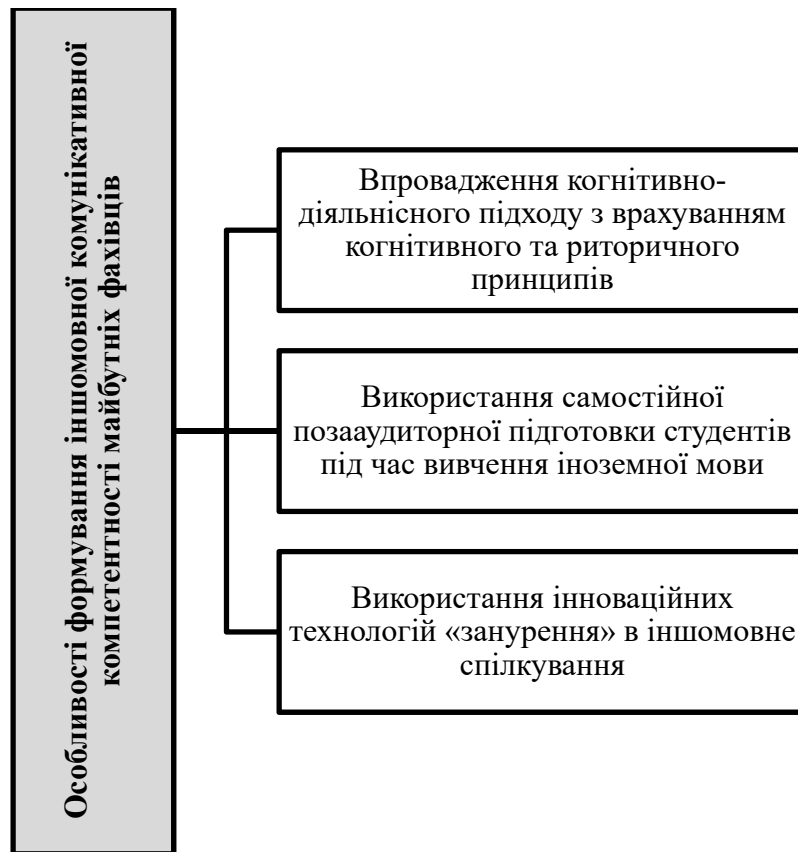 Особливості формування іншомовної комунікативної
компетентності майбутніх фахівців
Впровадження когнітивно-
діяльнісного підходу з врахуванням
когнітивного та риторичного
принципів
Використання самостійної
позааудиторної підготовки студентів
під час вивчення іноземної мови
Використання інноваційних
технологій «занурення» в іншомовне
спілкування